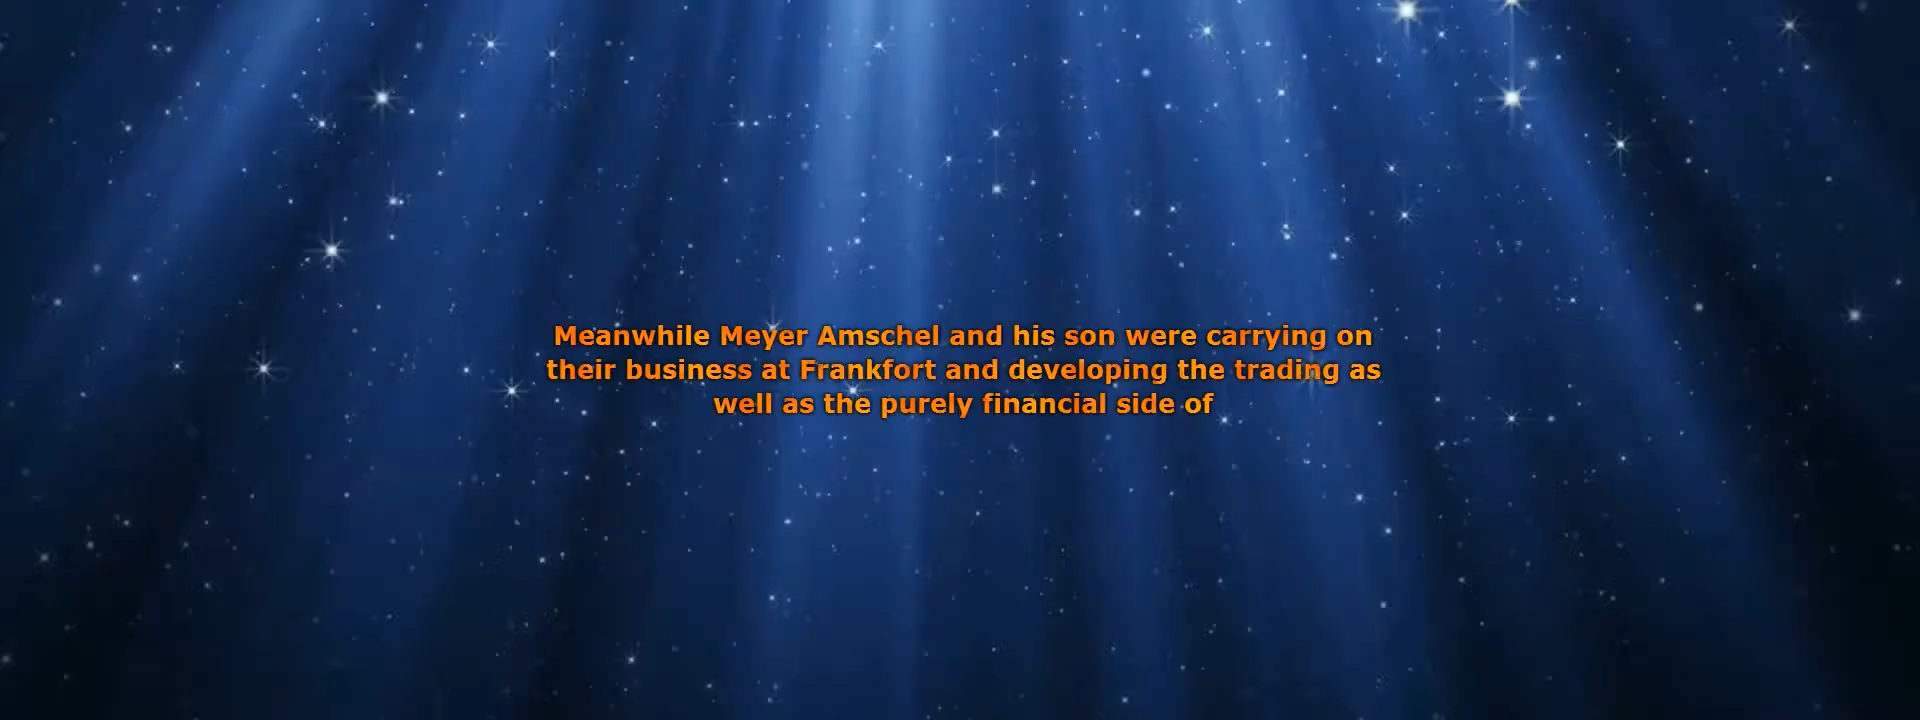 Meanwhile Meyer Amschel and his son were carrying on
their business at Frankfort and developing the trading as
well as the purely financial side of